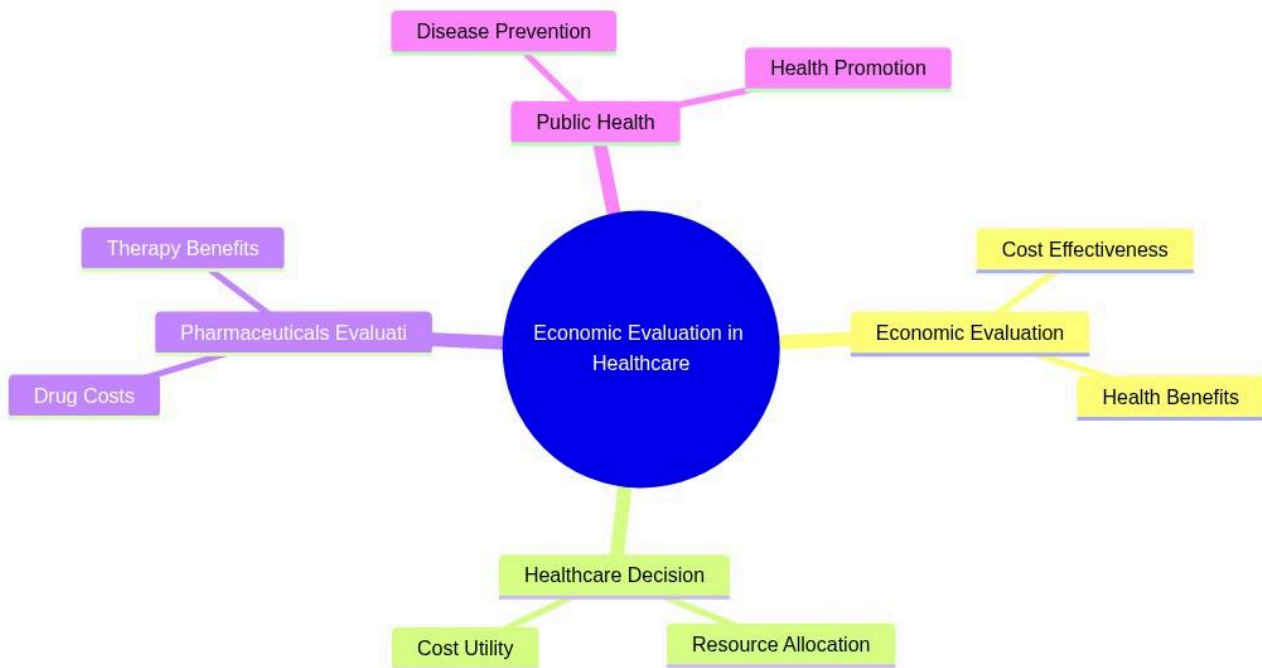 Disease Prevention
Health Promotion
Public Health
Therapy Benefits
Cost Effectiveness
Pharmaceuticals Evaluati
Economic Evaluation in
Healthcare
Economic Evaluation
Drug Costs
Health Benefits
Healthcare Decision
Cost Utility
Resource Allocation